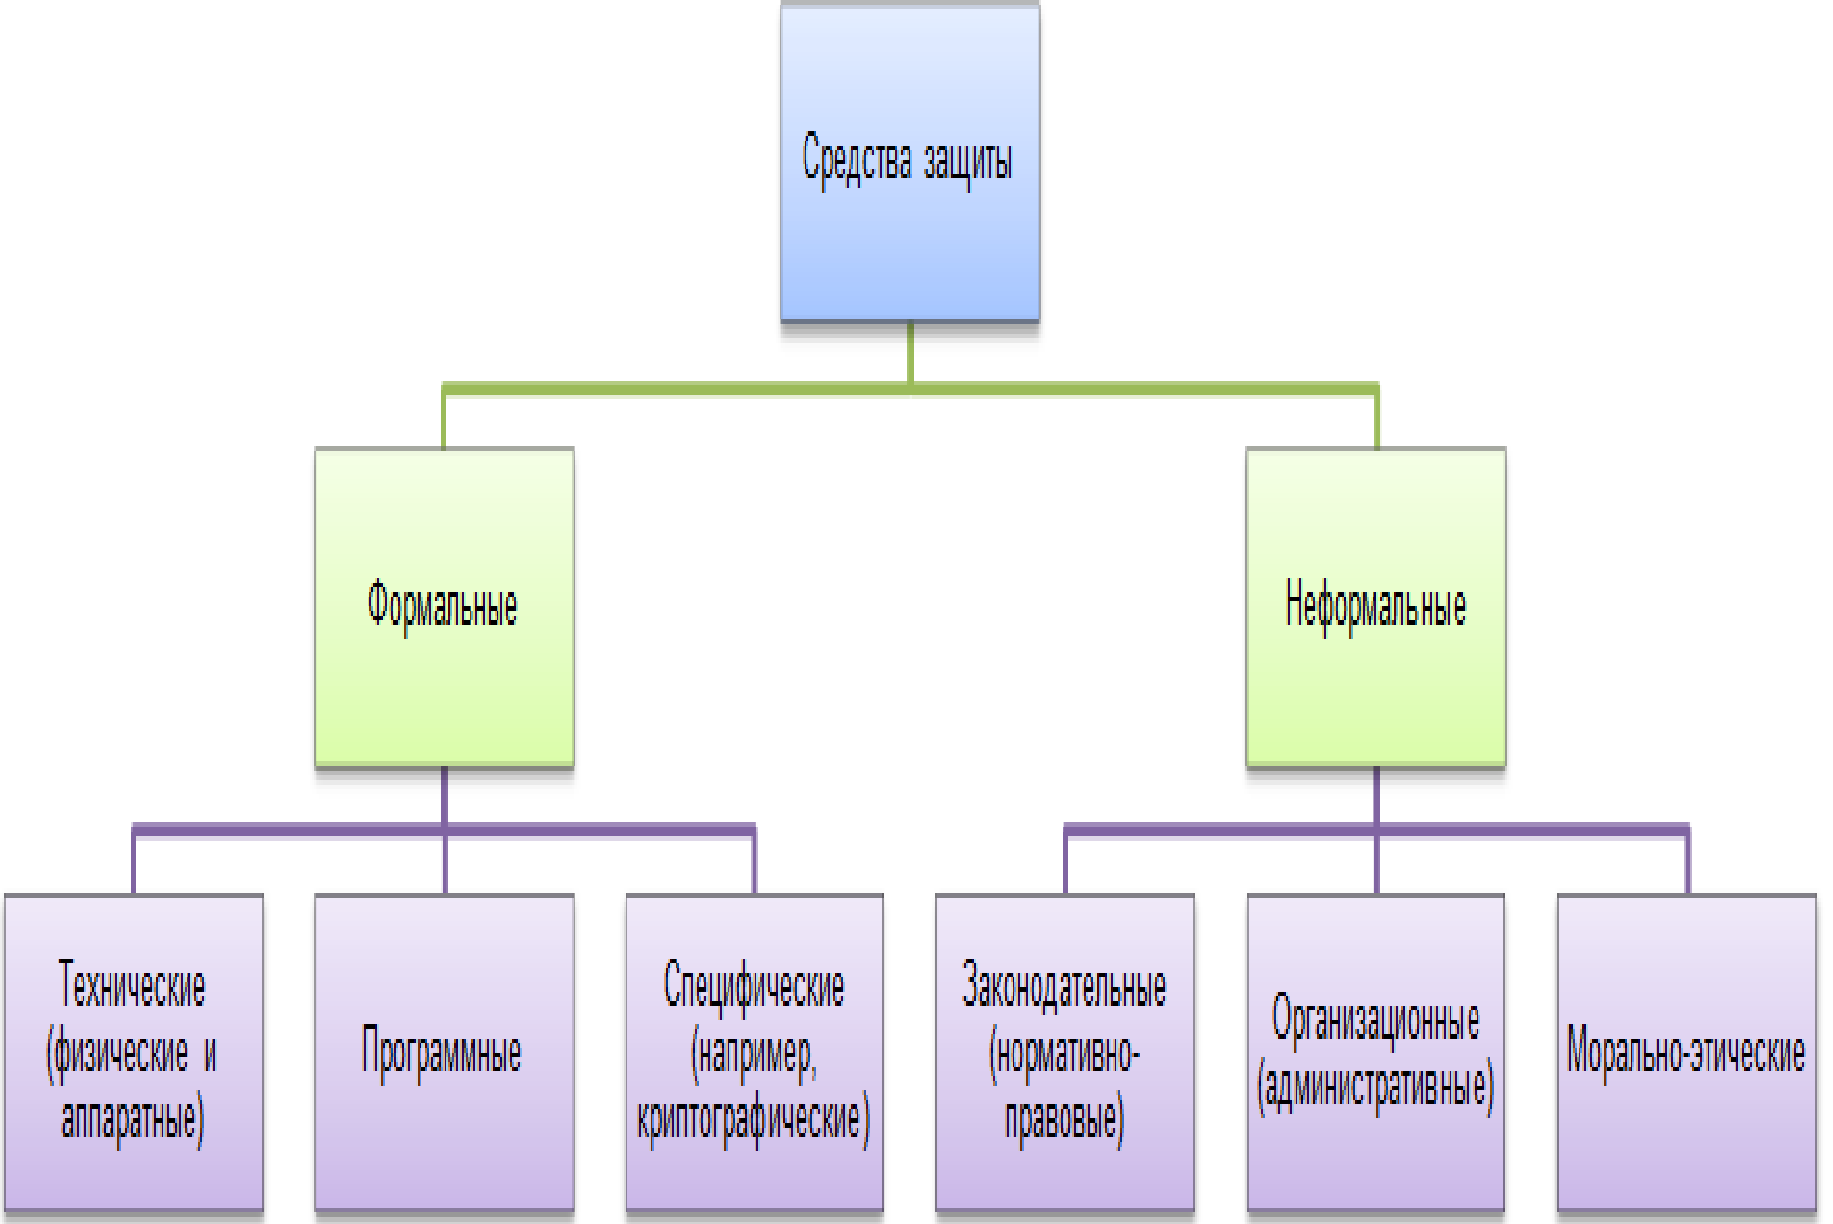 Средства защиты
Формальные
Неформальные
Технические
(физические и
аппаратные)
Программные
Специфические
(например,
криптографические)
Законодательные
(нормативно-
правовые)
Организационные
(административные)
Морально-этические